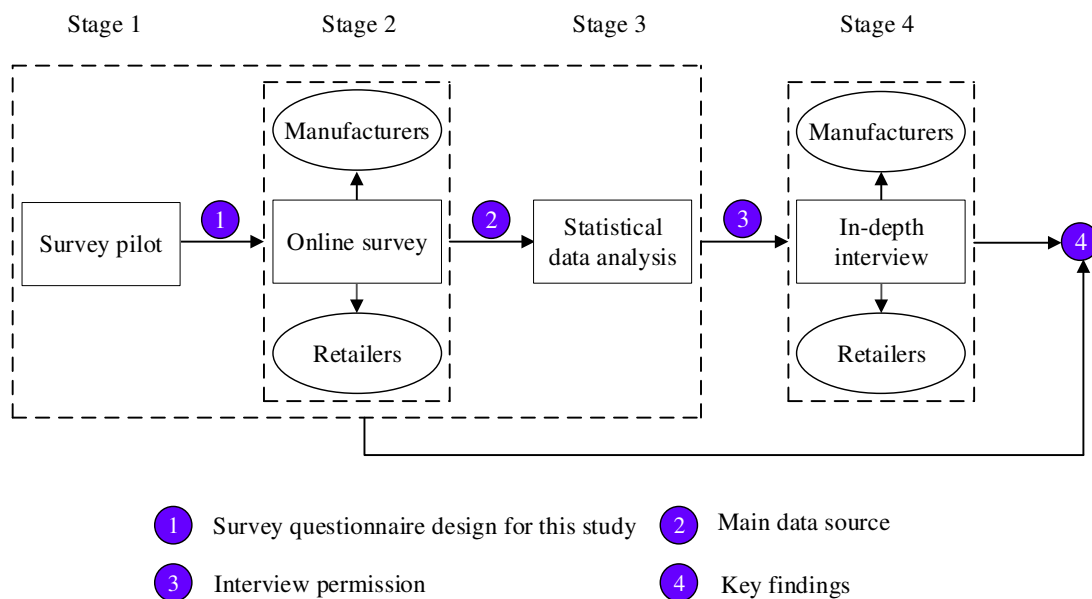 Stage 1
Stage 2
Stage 3
Stage 4
Manufacturers
Manufacturers
1
2
3
4
Survey pilot
Online survey
Statistical
data analysis
In-depth
interview
Retailers
Retailers
1 Survey questionnaire design for this study
2 Main data source
3 Interview permission
4 Key findings